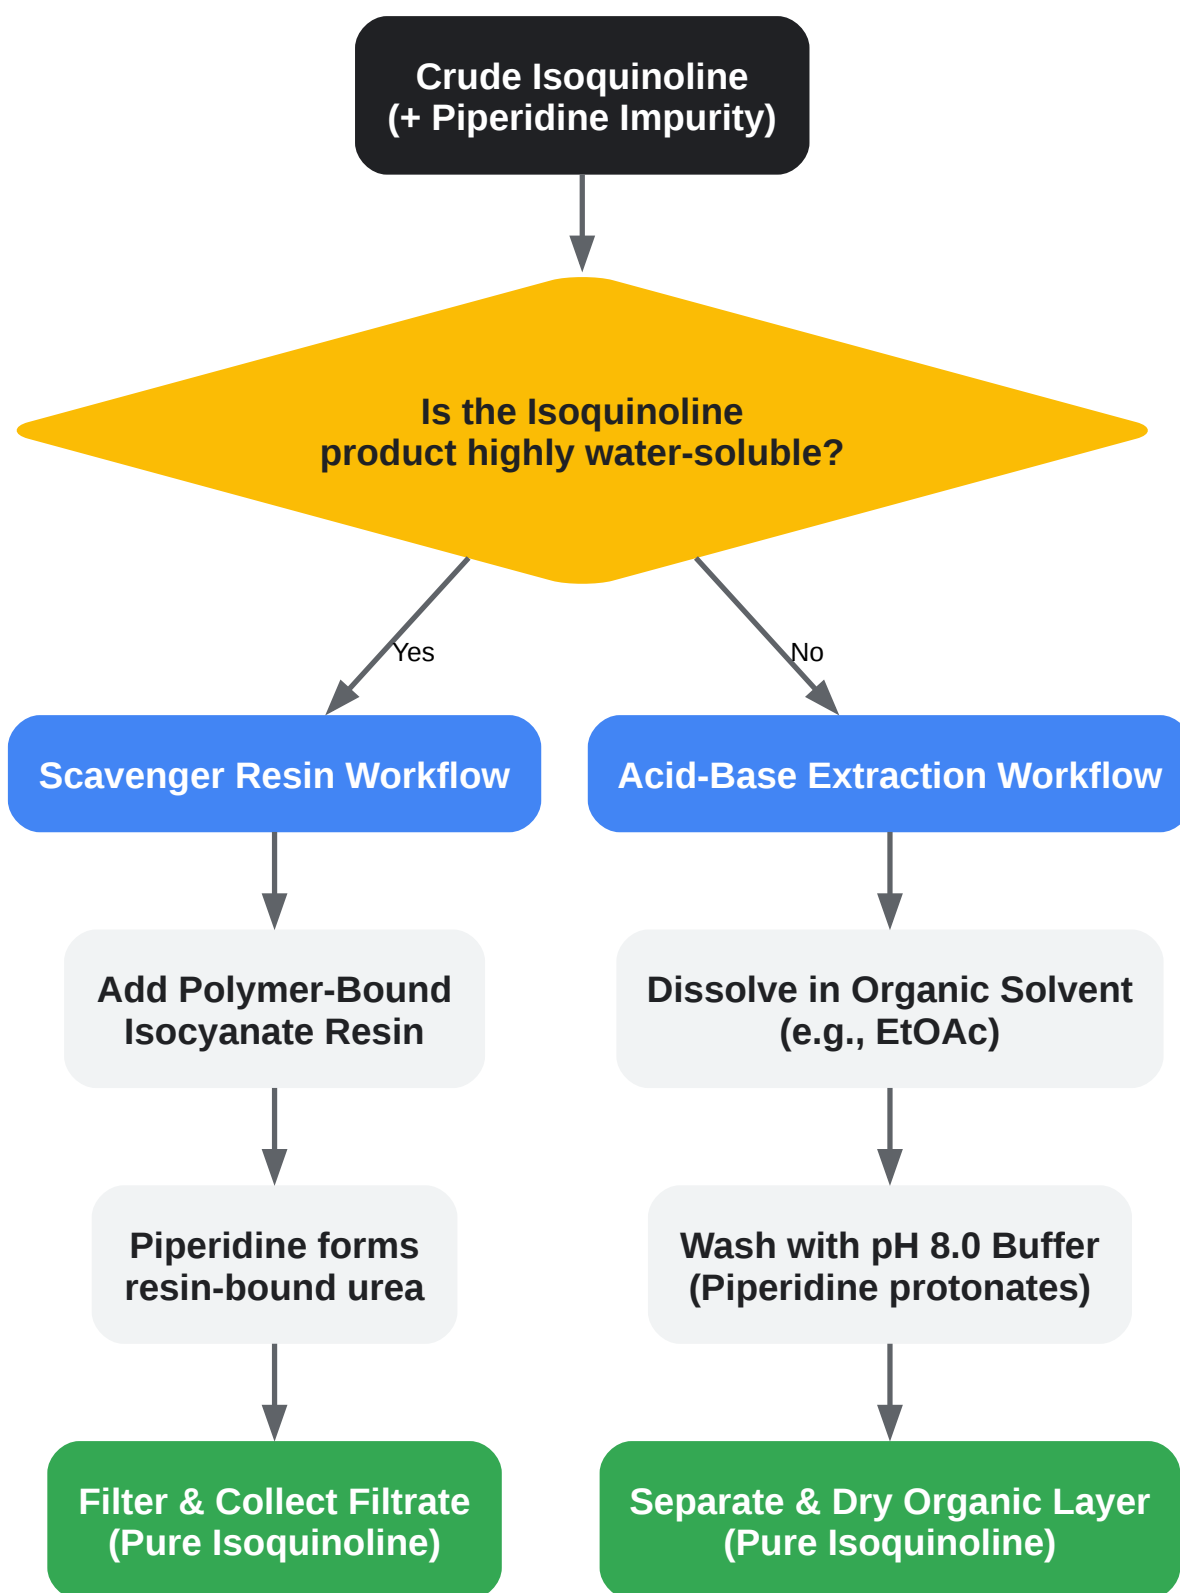 Crude Isoquinoline
(+ Piperidine Impurity)
Is the Isoquinoline
product highly water-soluble?
Yes
No
Scavenger Resin Workflow
Acid-Base Extraction Workflow
Add Polymer-Bound
Isocyanate Resin
Dissolve in Organic Solvent
(e.g., EtOAc)
Piperidine forms
resin-bound urea
Wash with pH 8.0 Buffer
(Piperidine protonates)
Filter & Collect Filtrate
(Pure Isoquinoline)
Separate & Dry Organic Layer
(Pure Isoquinoline)